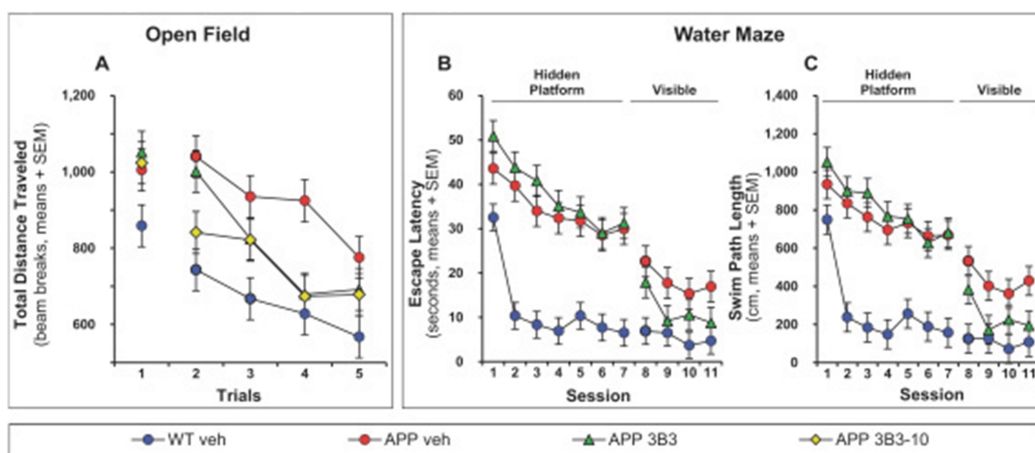 Open Field
A
1,200
1,000
800
600
Total Distance Traveled
(beam breaks, means + SEM)
1 2 3 4 5
Trials
Water Maze
B
Hidden
Platform
Visible
60
50
40
30
20
10
0
Escape Latency
(seconds, means + SEM)
1 2 3 4 5 6 7 8 9 10 11
Session
C
Hidden
Platform
Visible
1,400
1,200
1,000
800
600
400
200
0
Swim Path Length
(cm, means + SEM)
1 2 3 4 5 6 7 8 9 10 11
Session
WT veh APP veh APP 3B3 APP 3B3-10